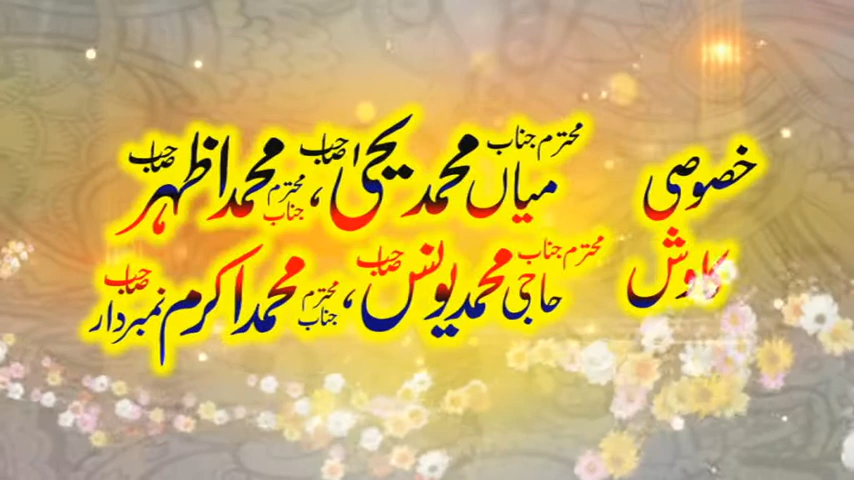 خصوصی محترم جناب میاں محمد یحییٰ صاحب، محترم جناب محمد اظہر صاحب
کاوش محترم جناب حاجی محمد یونس صاحب، محترم جناب محمد اکرم نمبردار صاحب